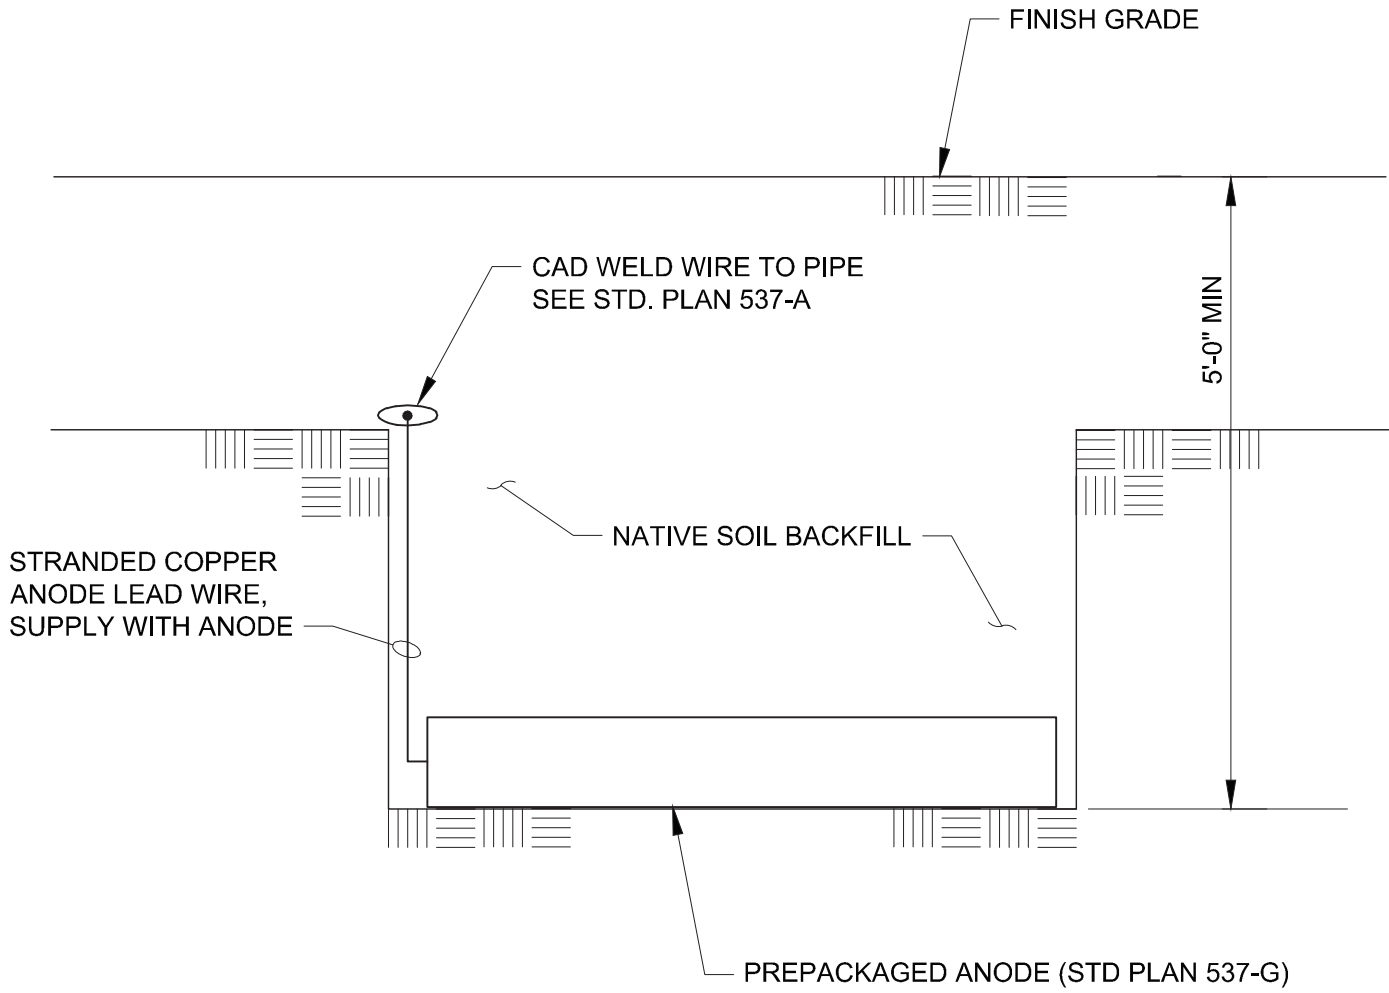 FINISH GRADE
CAD WELD WIRE TO PIPE
SEE STD. PLAN 537-A
5'-0" MIN
NATIVE SOIL BACKFILL
STRANDED COPPER
ANODE LEAD WIRE,
SUPPLY WITH ANODE
PREPACKAGED ANODE (STD PLAN 537-G)